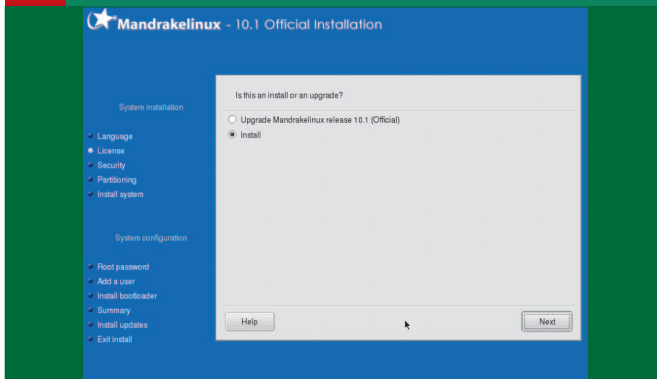 Mandrakelinux - 10.1 Official Installation
System installation
Language
License
Security
Partitioning
Install system
System configuration
Root password
Add a user
Install bootloader
Summary
Install updates
Exit install
Is this an install or an upgrade?
Upgrade Mandrakelinux release 10.1 (Official)
Install
Help
Next